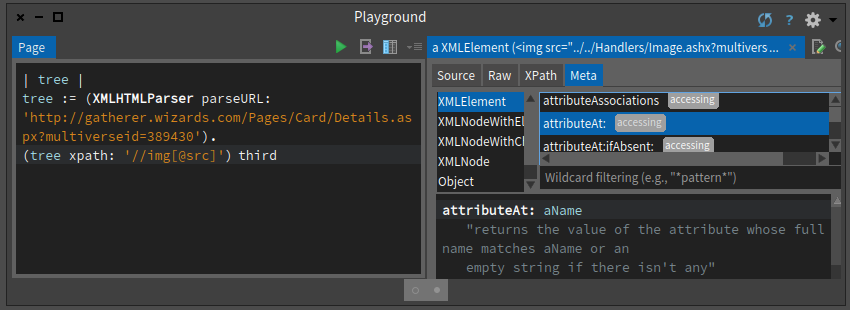 Playground
Page
| tree |
tree := (XMLHTMLParser parseURL:
'http://gatherer.wizards.com/Pages/Card/Details.as
px?multiverseid=389430').
(tree xpath: '//img[@src]') third
a XMLElement (<img src="../../Handlers/Image.ashx?multivers ...
Source Raw XPath Meta
XMLElement
XMLNodeWithEl
XMLNodeWithCh
XMLNode
Object
attributeAssociations accessing
attributeAt: accessing
attributeAt:ifAbsent: accessing
Wildcard filtering (e.g., "*pattern*")
attributeAt: aName
"returns the value of the attribute whose full
name matches aName or an
empty string if there isn't any"